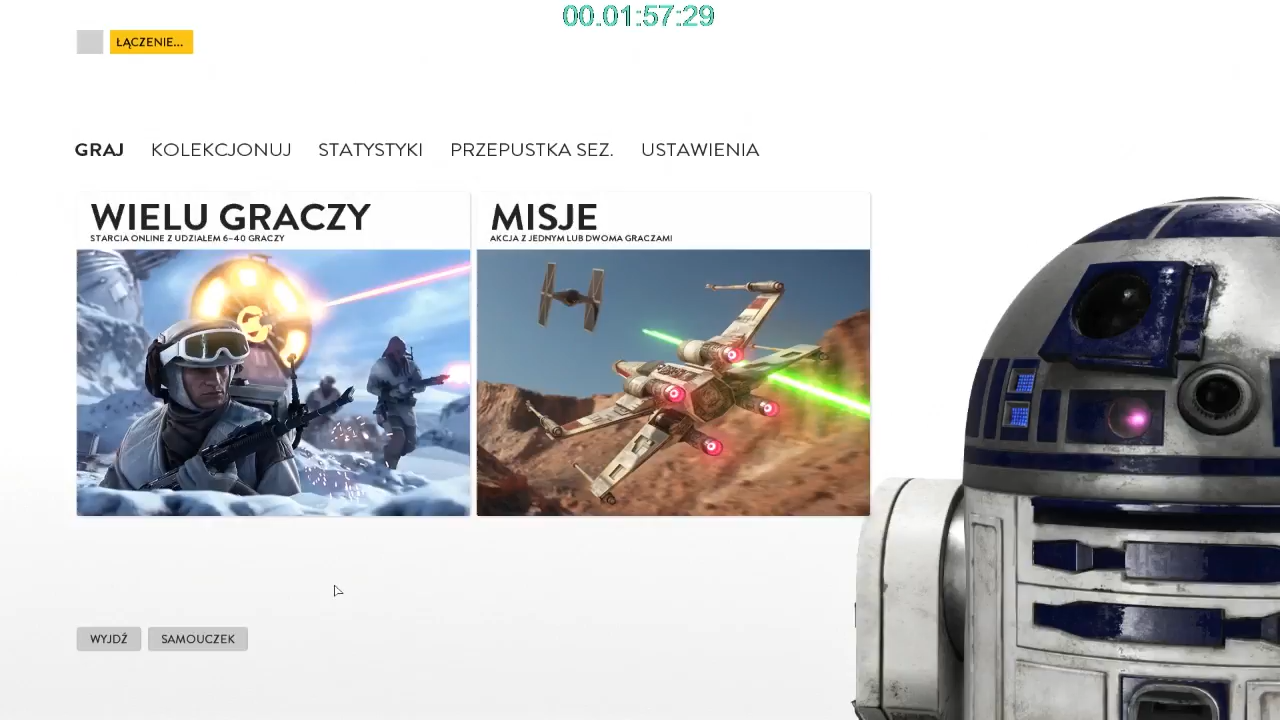 00.01:57:29
ŁĄCZENIE...
GRAJ KOLEKCJONUJ STATYSTYKI PRZEPUSTKA SEZ. USTAWIENIA
WIELU GRACZY
STARCIA ONLINE Z UDZIAŁEM 6-40 GRACZY
MISJE
AKCJA Z JEDNYM LUB DWOMA GRACZAMI
WYJDŹ SAMOUCZEK